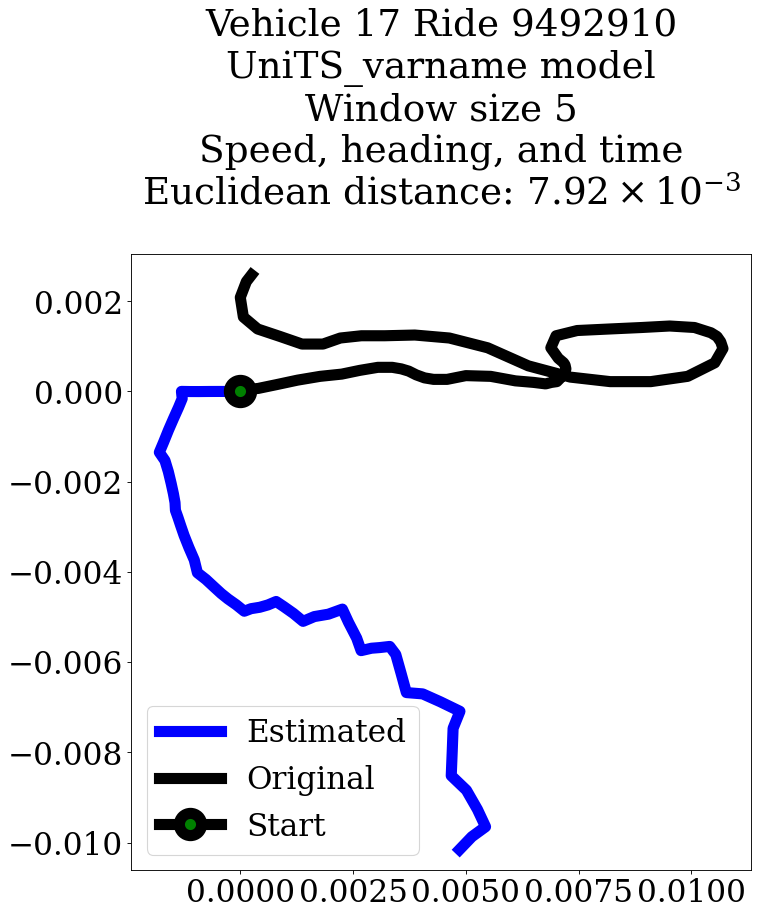 Vehicle 17 Ride 9492910
UniTS_varname model
Window size 5
Speed, heading, and time
Euclidean distance: 7.92 × 10⁻³
0.002
0.000
−0.002
−0.004
−0.006
−0.008
−0.010
Estimated
Original
Start
0.0000 0.0025 0.0050 0.0075 0.0100